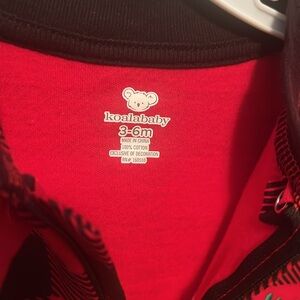 koalababy
3-6m
MADE IN CHINA
100% COTTON
EXCLUSIVE OF DECORATION